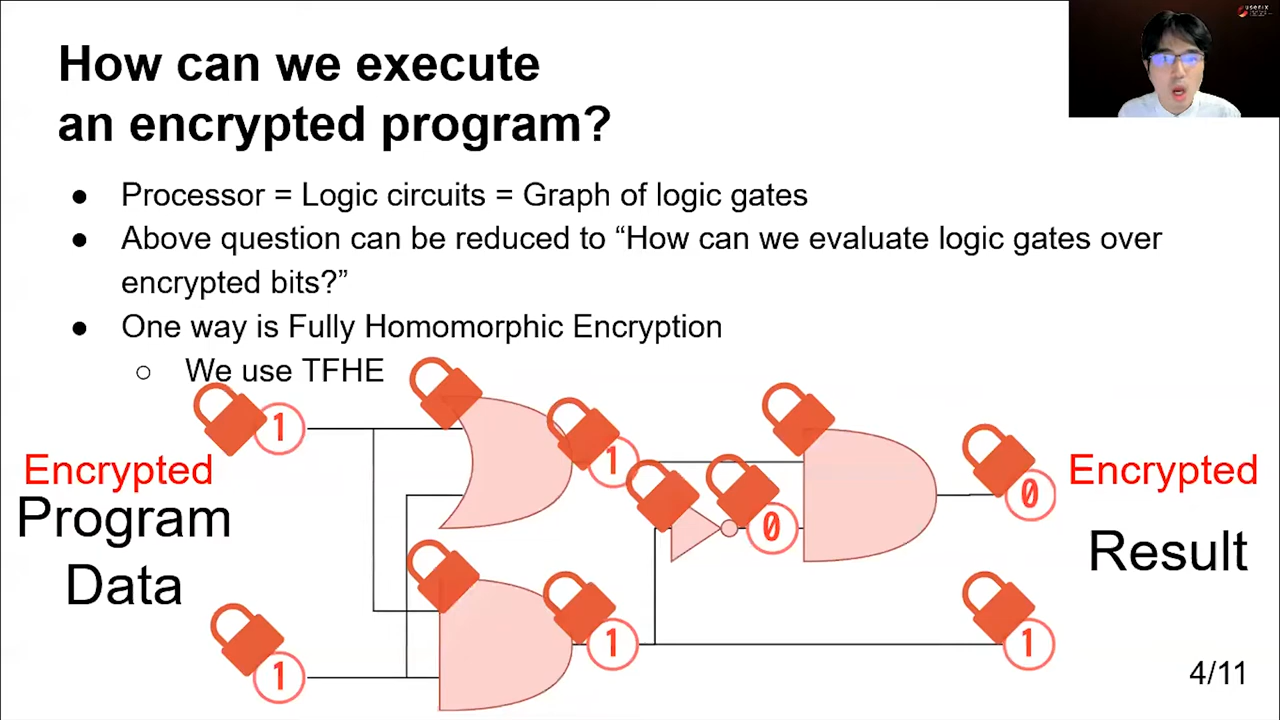 How can we execute
an encrypted program?
● Processor = Logic circuits = Graph of logic gates
● Above question can be reduced to “How can we evaluate logic gates over
encrypted bits?”
● One way is Fully Homomorphic Encryption
○ We use TFHE
1
1
0
0
1
1
1
Encrypted
Program
Data
Encrypted
Result
4/11
usenix